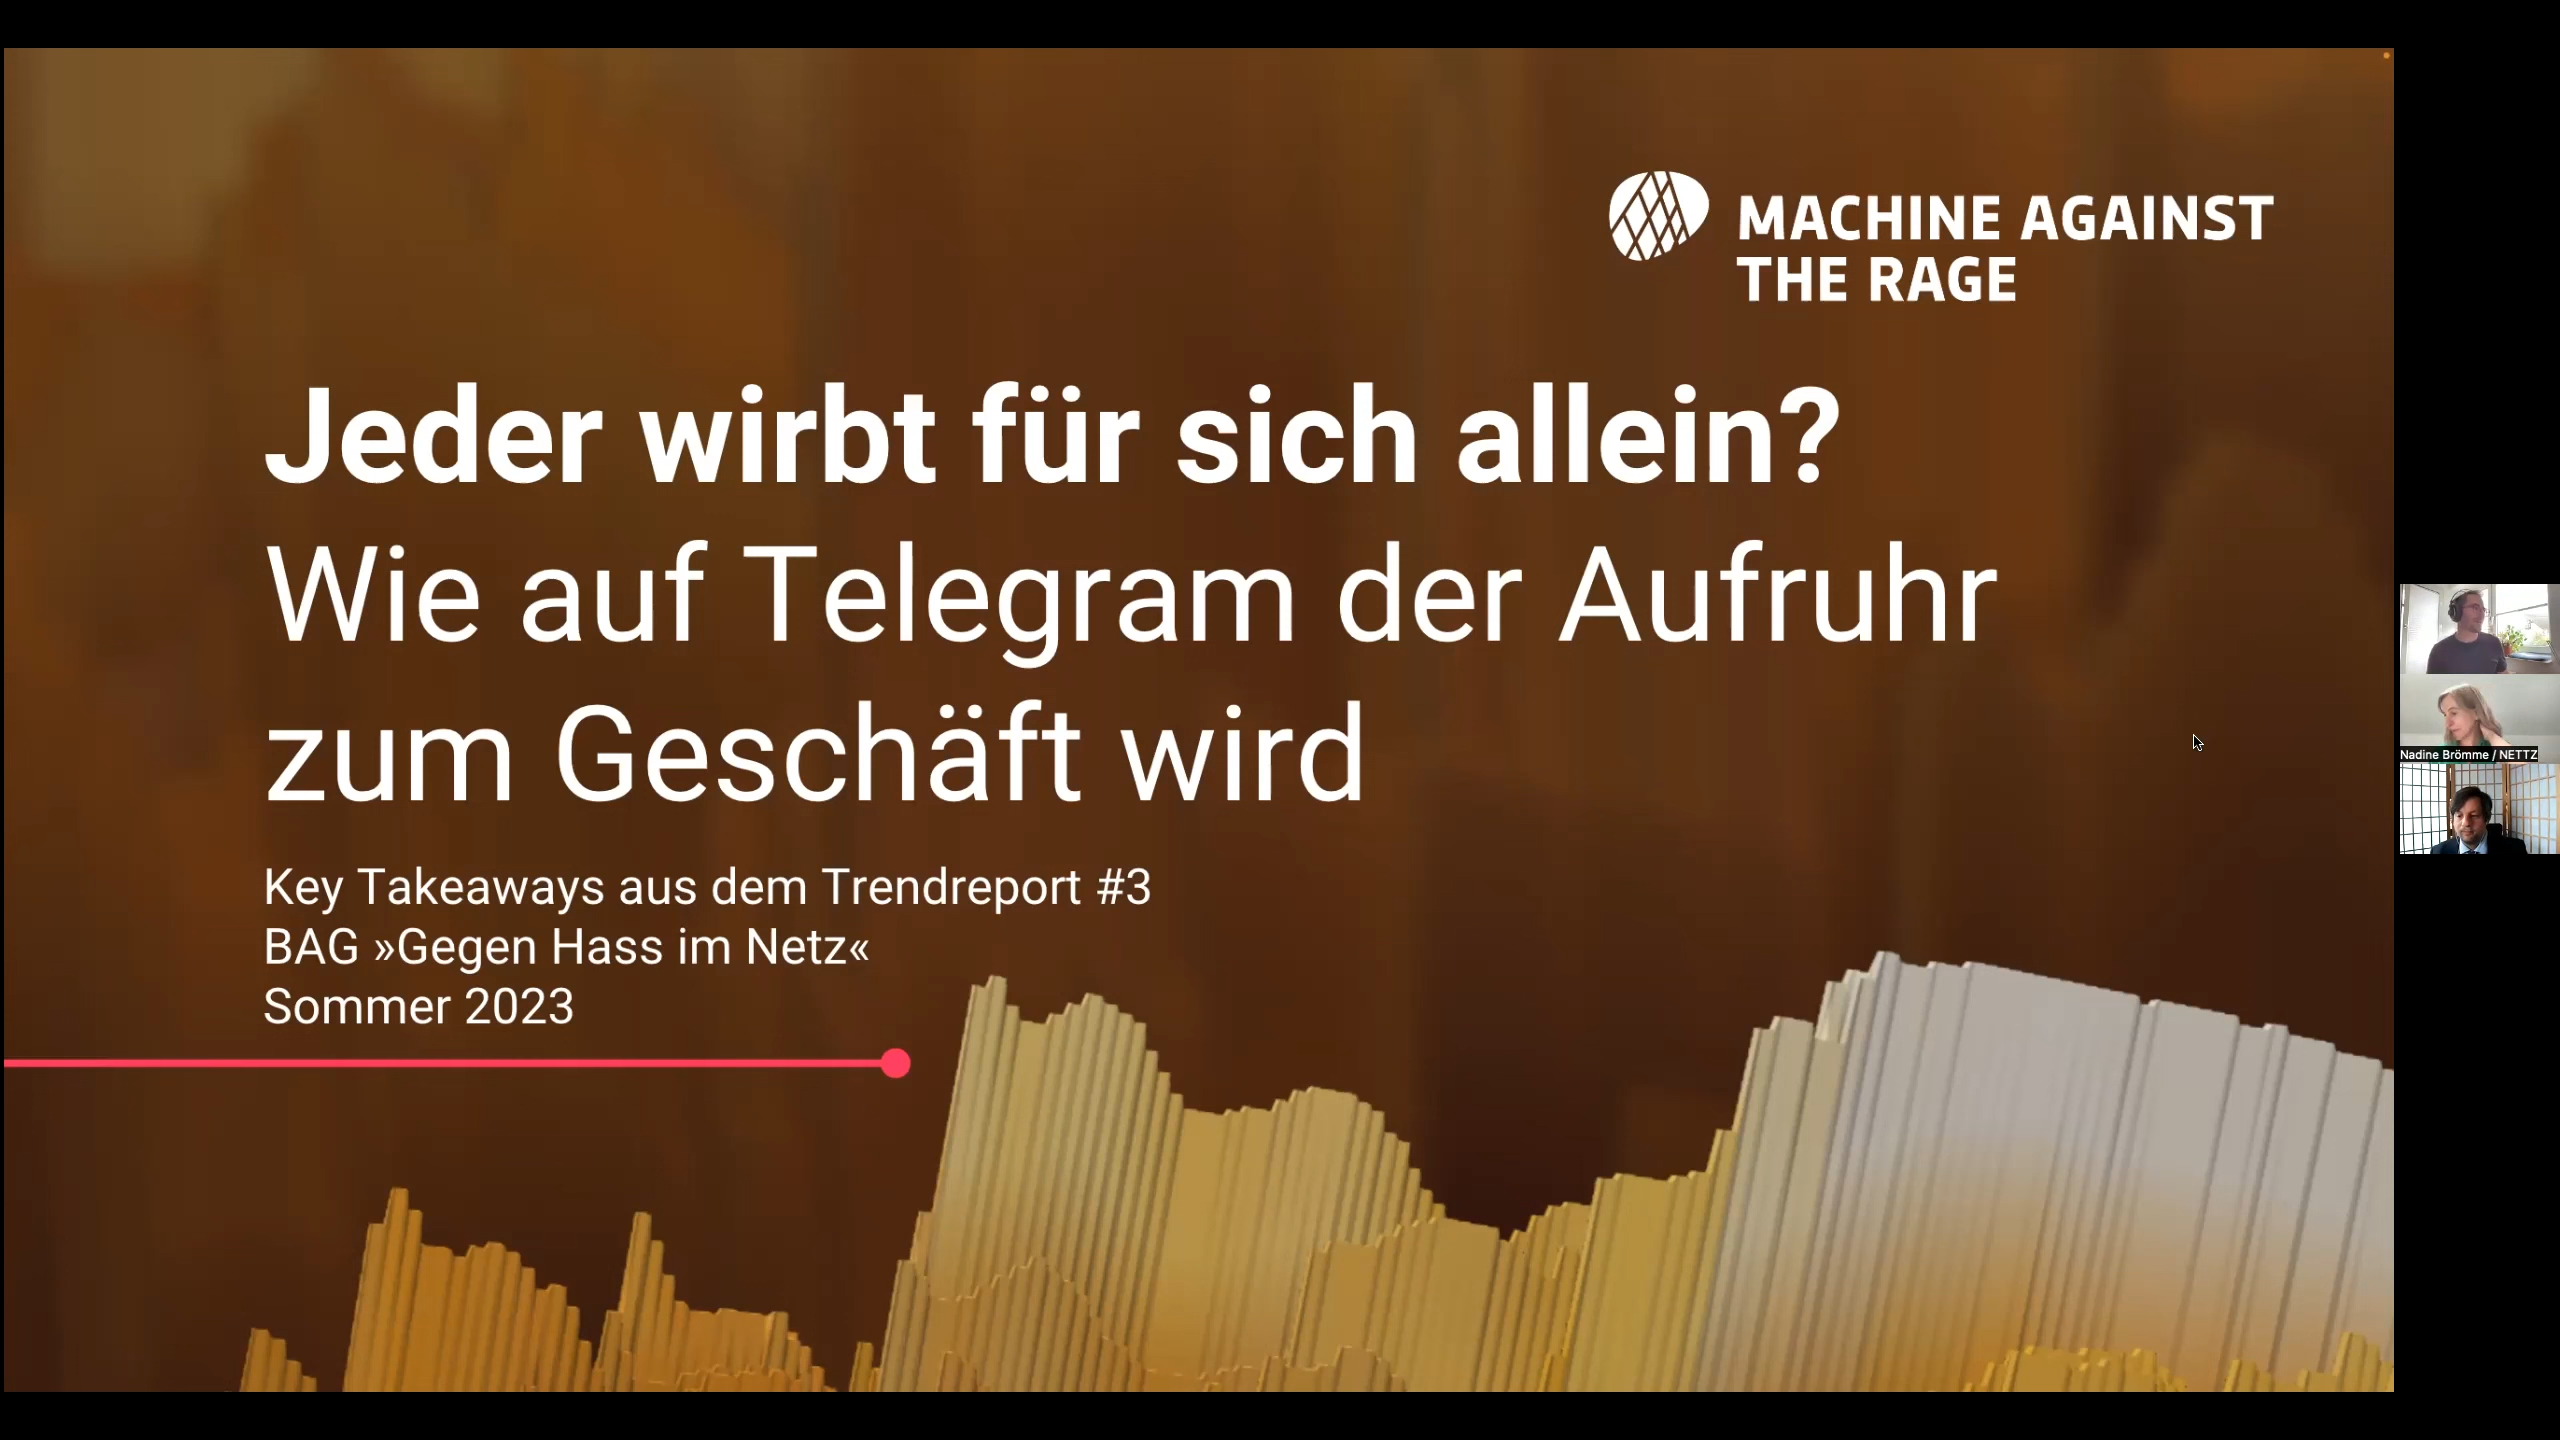 MACHINE AGAINST
THE RAGE
Jeder wirbt für sich allein?
Wie auf Telegram der Aufruhr
zum Geschäft wird
Key Takeaways aus dem Trendreport #3
BAG »Gegen Hass im Netz«
Sommer 2023
Nadine Brömme / NETTZ